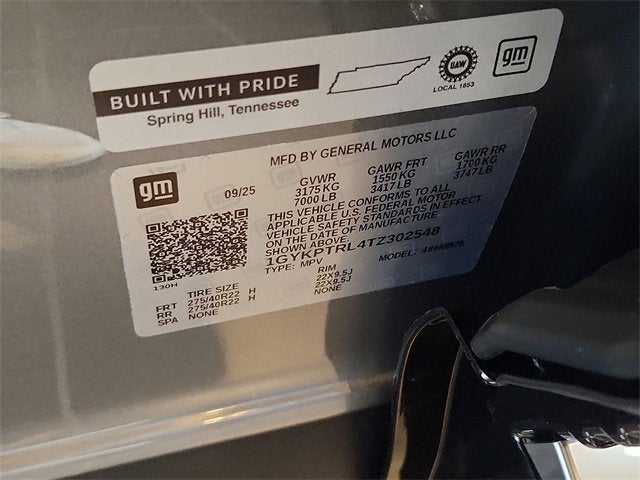 BUILT WITH PRIDE
Spring Hill, Tennessee
UAW
LOCAL 1853
gm
gm
MFD BY GENERAL MOTORS LLC
09/25
GVWR GAWR FRT GAWR RR
3175 KG 1550 KG 1700 KG
7000 LB 3417 LB 3747 LB
THIS VEHICLE CONFORMS TO ALL
APPLICABLE U.S. FEDERAL MOTOR
VEHICLE SAFETY STANDARDS IN EFFECT
ON THE DATE OF MANUFACTURE
SHOWN ABOVE.
1GYKPTRL4TZ302548
TYPE: MPV MODEL:
130H
TIRE SIZE RIM
FRT 275/40R22 H 22X9.5J
RR 275/40R22 H 22X9.5J
SPA NONE NONE